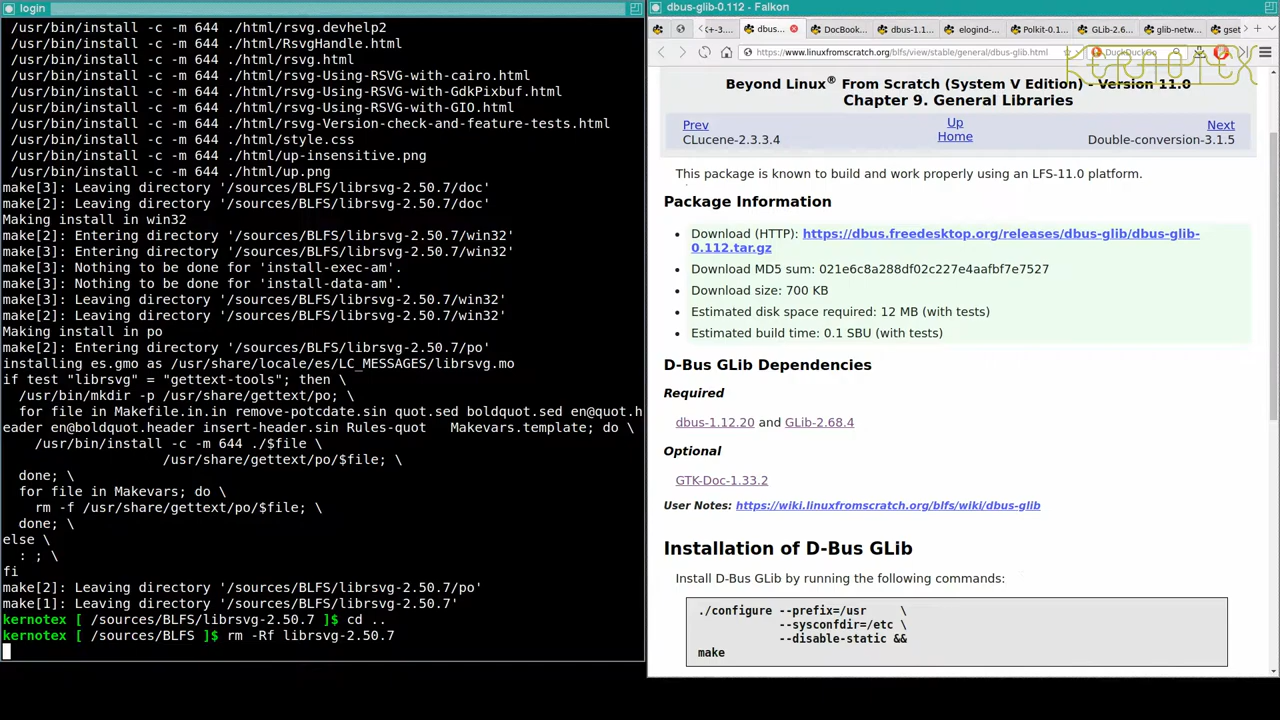 login
/usr/bin/install -c -m 644 ./html/rsvg.devhelp2
/usr/bin/install -c -m 644 ./html/RsvgHandle.html
/usr/bin/install -c -m 644 ./html/rsvg.html
/usr/bin/install -c -m 644 ./html/rsvg-Using-RSVG-with-cairo.html
/usr/bin/install -c -m 644 ./html/rsvg-Using-RSVG-with-GdkPixbuf.html
/usr/bin/install -c -m 644 ./html/rsvg-Using-RSVG-with-GIO.html
/usr/bin/install -c -m 644 ./html/rsvg-Version-check-and-feature-tests.html
/usr/bin/install -c -m 644 ./html/style.css
/usr/bin/install -c -m 644 ./html/up-insensitive.png
/usr/bin/install -c -m 644 ./html/up.png
make[3]: Leaving directory '/sources/BLFS/librsvg-2.50.7/doc'
make[2]: Leaving directory '/sources/BLFS/librsvg-2.50.7/doc'
Making install in win32
make[2]: Entering directory '/sources/BLFS/librsvg-2.50.7/win32'
make[3]: Entering directory '/sources/BLFS/librsvg-2.50.7/win32'
make[3]: Nothing to be done for 'install-exec-am'.
make[3]: Nothing to be done for 'install-data-am'.
make[3]: Leaving directory '/sources/BLFS/librsvg-2.50.7/win32'
make[2]: Leaving directory '/sources/BLFS/librsvg-2.50.7/win32'
Making install in po
make[2]: Entering directory '/sources/BLFS/librsvg-2.50.7/po'
installing es.gmo as /usr/share/locale/es/LC_MESSAGES/librsvg.mo
if test "librsvg" = "gettext-tools"; then \
/usr/bin/mkdir -p /usr/share/gettext/po; \
for file in Makefile.in.in remove-potcdate.sin quot.sed boldquot.sed en@quot.h
eader en@boldquot.header insert-header.sin Rules-quot   Makevars.template; do \
/usr/bin/install -c -m 644 ./$file \
/usr/share/gettext/po/$file; \
done; \
for file in Makevars; do \
rm -f /usr/share/gettext/po/$file; \
done; \
else \
: ; \
fi
make[2]: Leaving directory '/sources/BLFS/librsvg-2.50.7/po'
make[1]: Leaving directory '/sources/BLFS/librsvg-2.50.7'
kernotex [ /sources/BLFS/librsvg-2.50.7 ]$ cd ..
kernotex [ /sources/BLFS ]$ rm -Rf librsvg-2.50.7
dbus-glib-0.112 - Falkon
(+-3.... dbus... DocBook... dbus-1.1... elogind-... Polkit-0.1... GLib-2.6... glib-netw... gset
https://www.linuxfromscratch.org/blfs/view/stable/general/dbus-glib.html DuckDuckGo
KERNOTEX
Beyond Linux® From Scratch (System V Edition) - Version 11.0
Chapter 9. General Libraries
Prev Up Next
CLucene-2.3.3.4 Home Double-conversion-3.1.5
This package is known to build and work properly using an LFS-11.0 platform.
Package Information
Download (HTTP): https://dbus.freedesktop.org/releases/dbus-glib/dbus-glib-
0.112.tar.gz
Download MD5 sum: 021e6c8a288df02c227e4aafbf7e7527
Download size: 700 KB
Estimated disk space required: 12 MB (with tests)
Estimated build time: 0.1 SBU (with tests)
D-Bus GLib Dependencies
Required
dbus-1.12.20 and GLib-2.68.4
Optional
GTK-Doc-1.33.2
User Notes: https://wiki.linuxfromscratch.org/blfs/wiki/dbus-glib
Installation of D-Bus GLib
Install D-Bus GLib by running the following commands:
./configure --prefix=/usr     \
--sysconfdir=/etc \
--disable-static &&
make